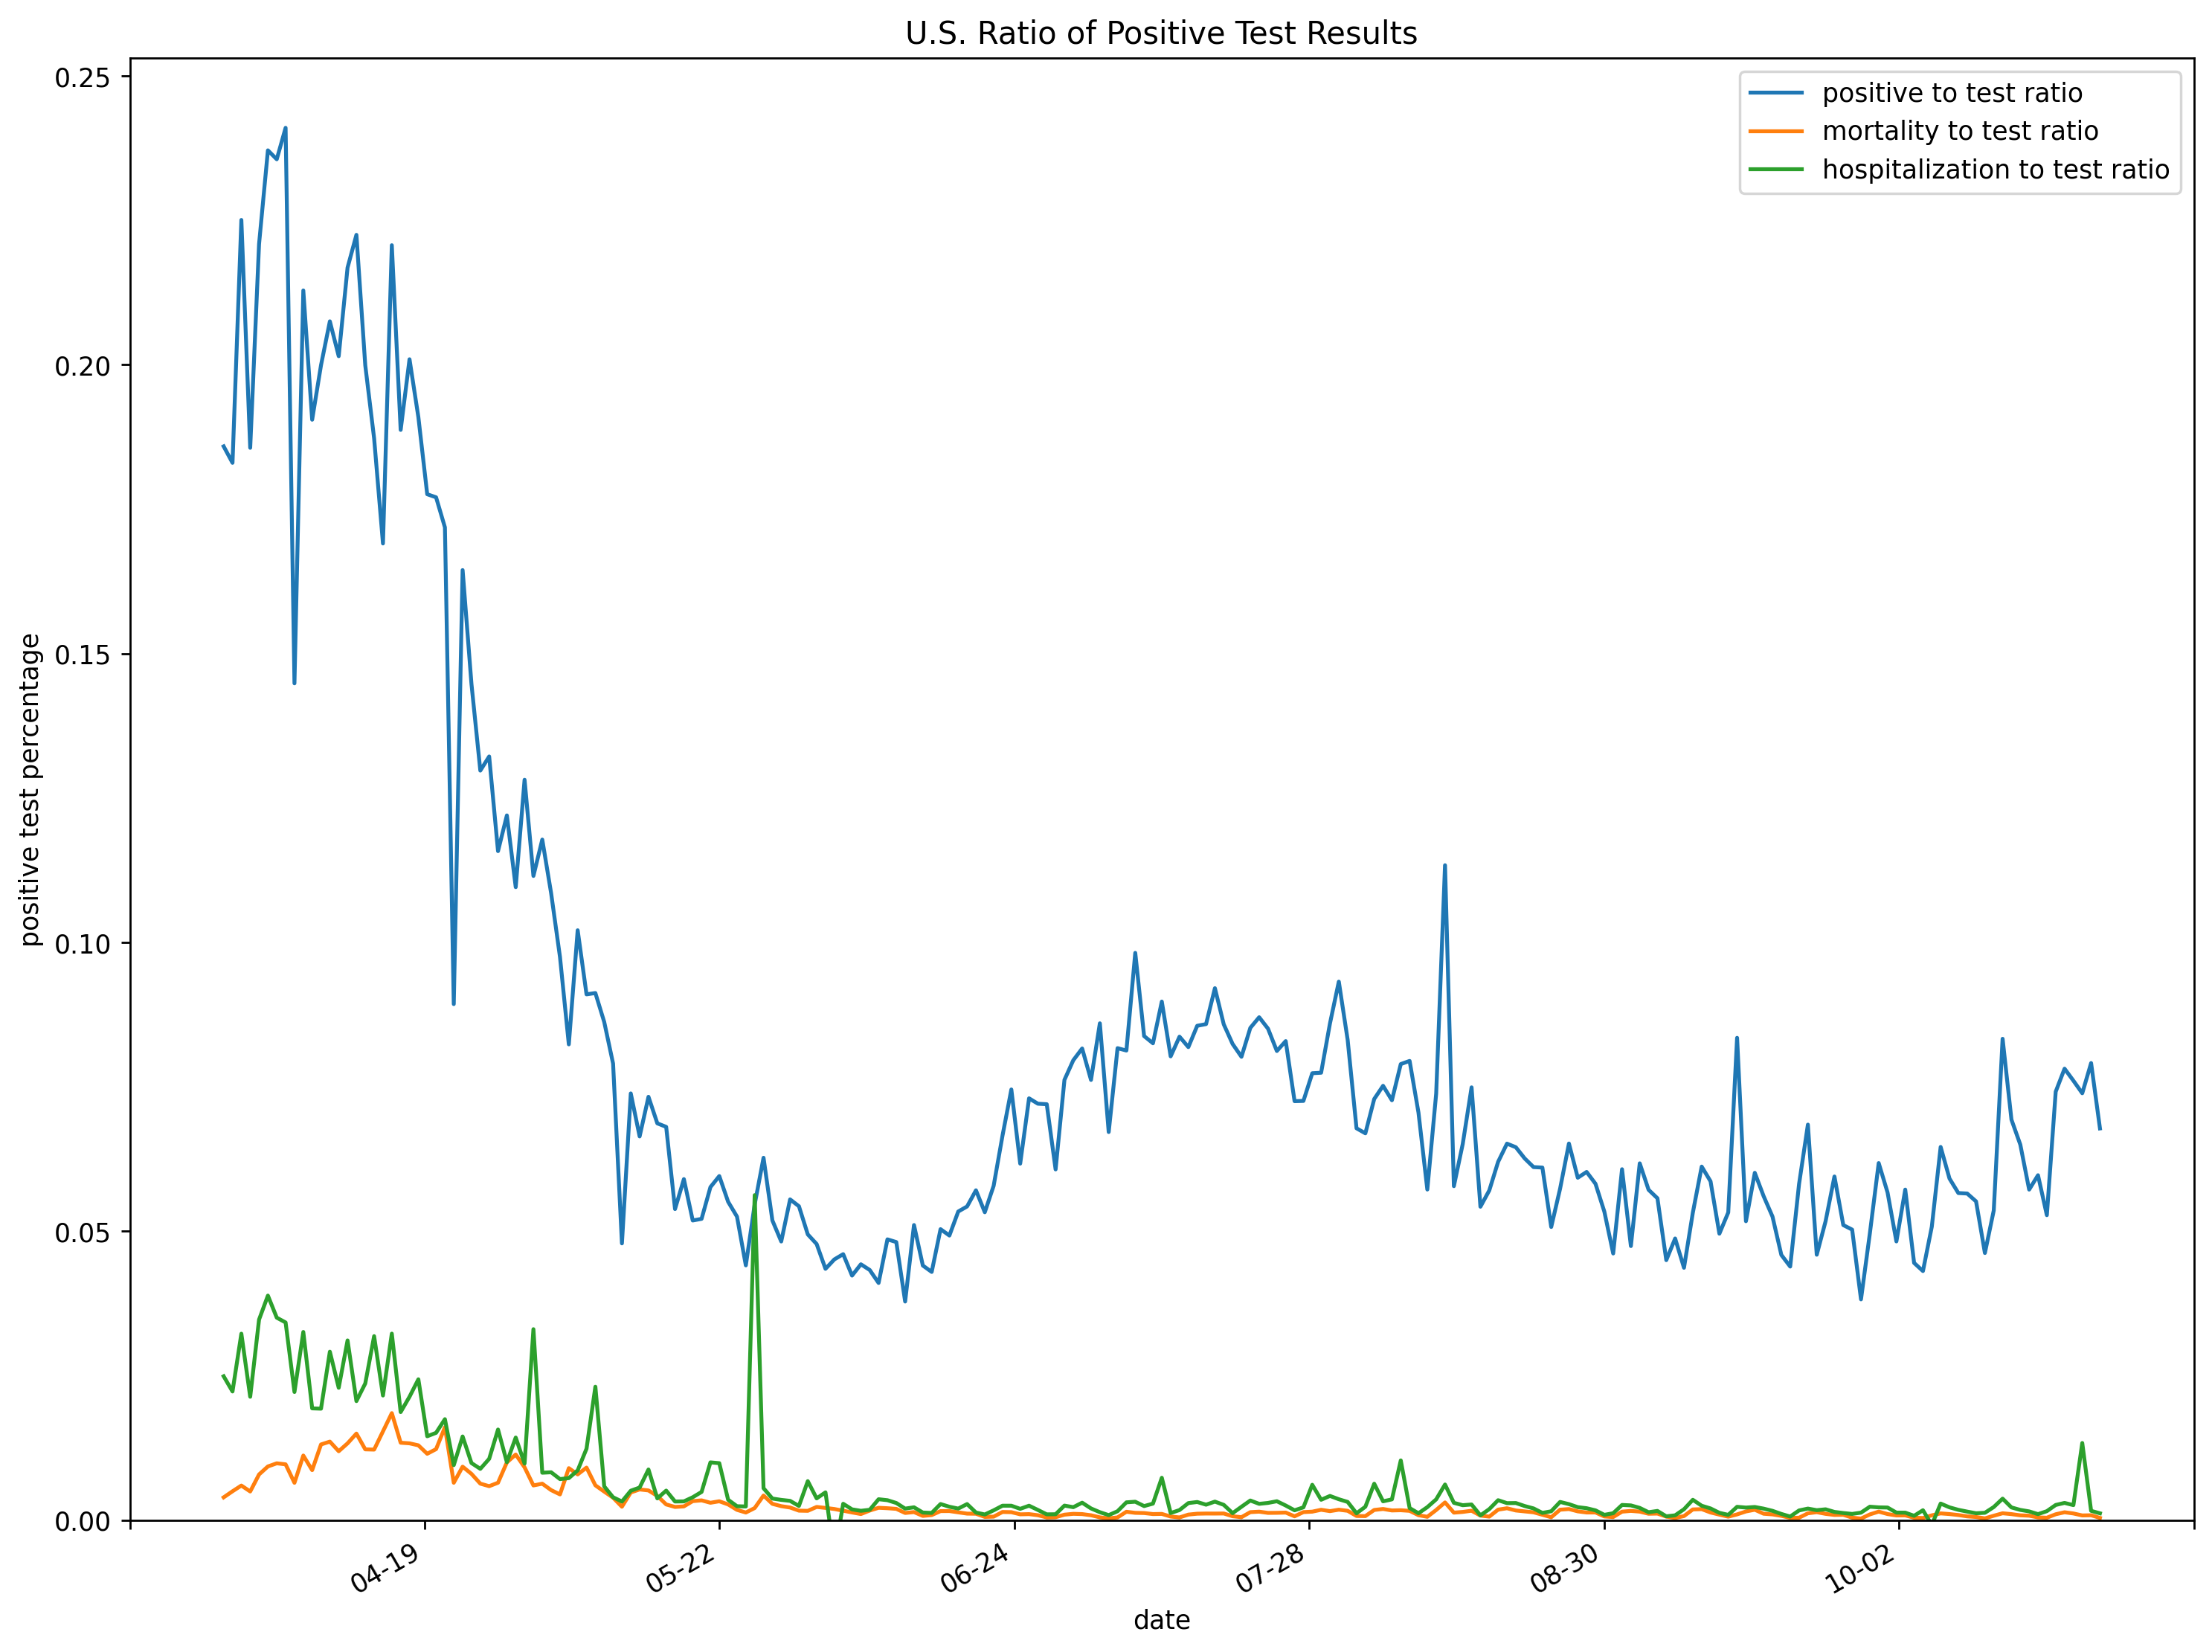 U.S. Ratio of Positive Test Results
positive to test ratio
mortality to test ratio
hospitalization to test ratio
positive test percentage
0.25
0.20
0.15
0.10
0.05
0.00
04-19
05-22
06-24
07-28
08-30
10-02
date